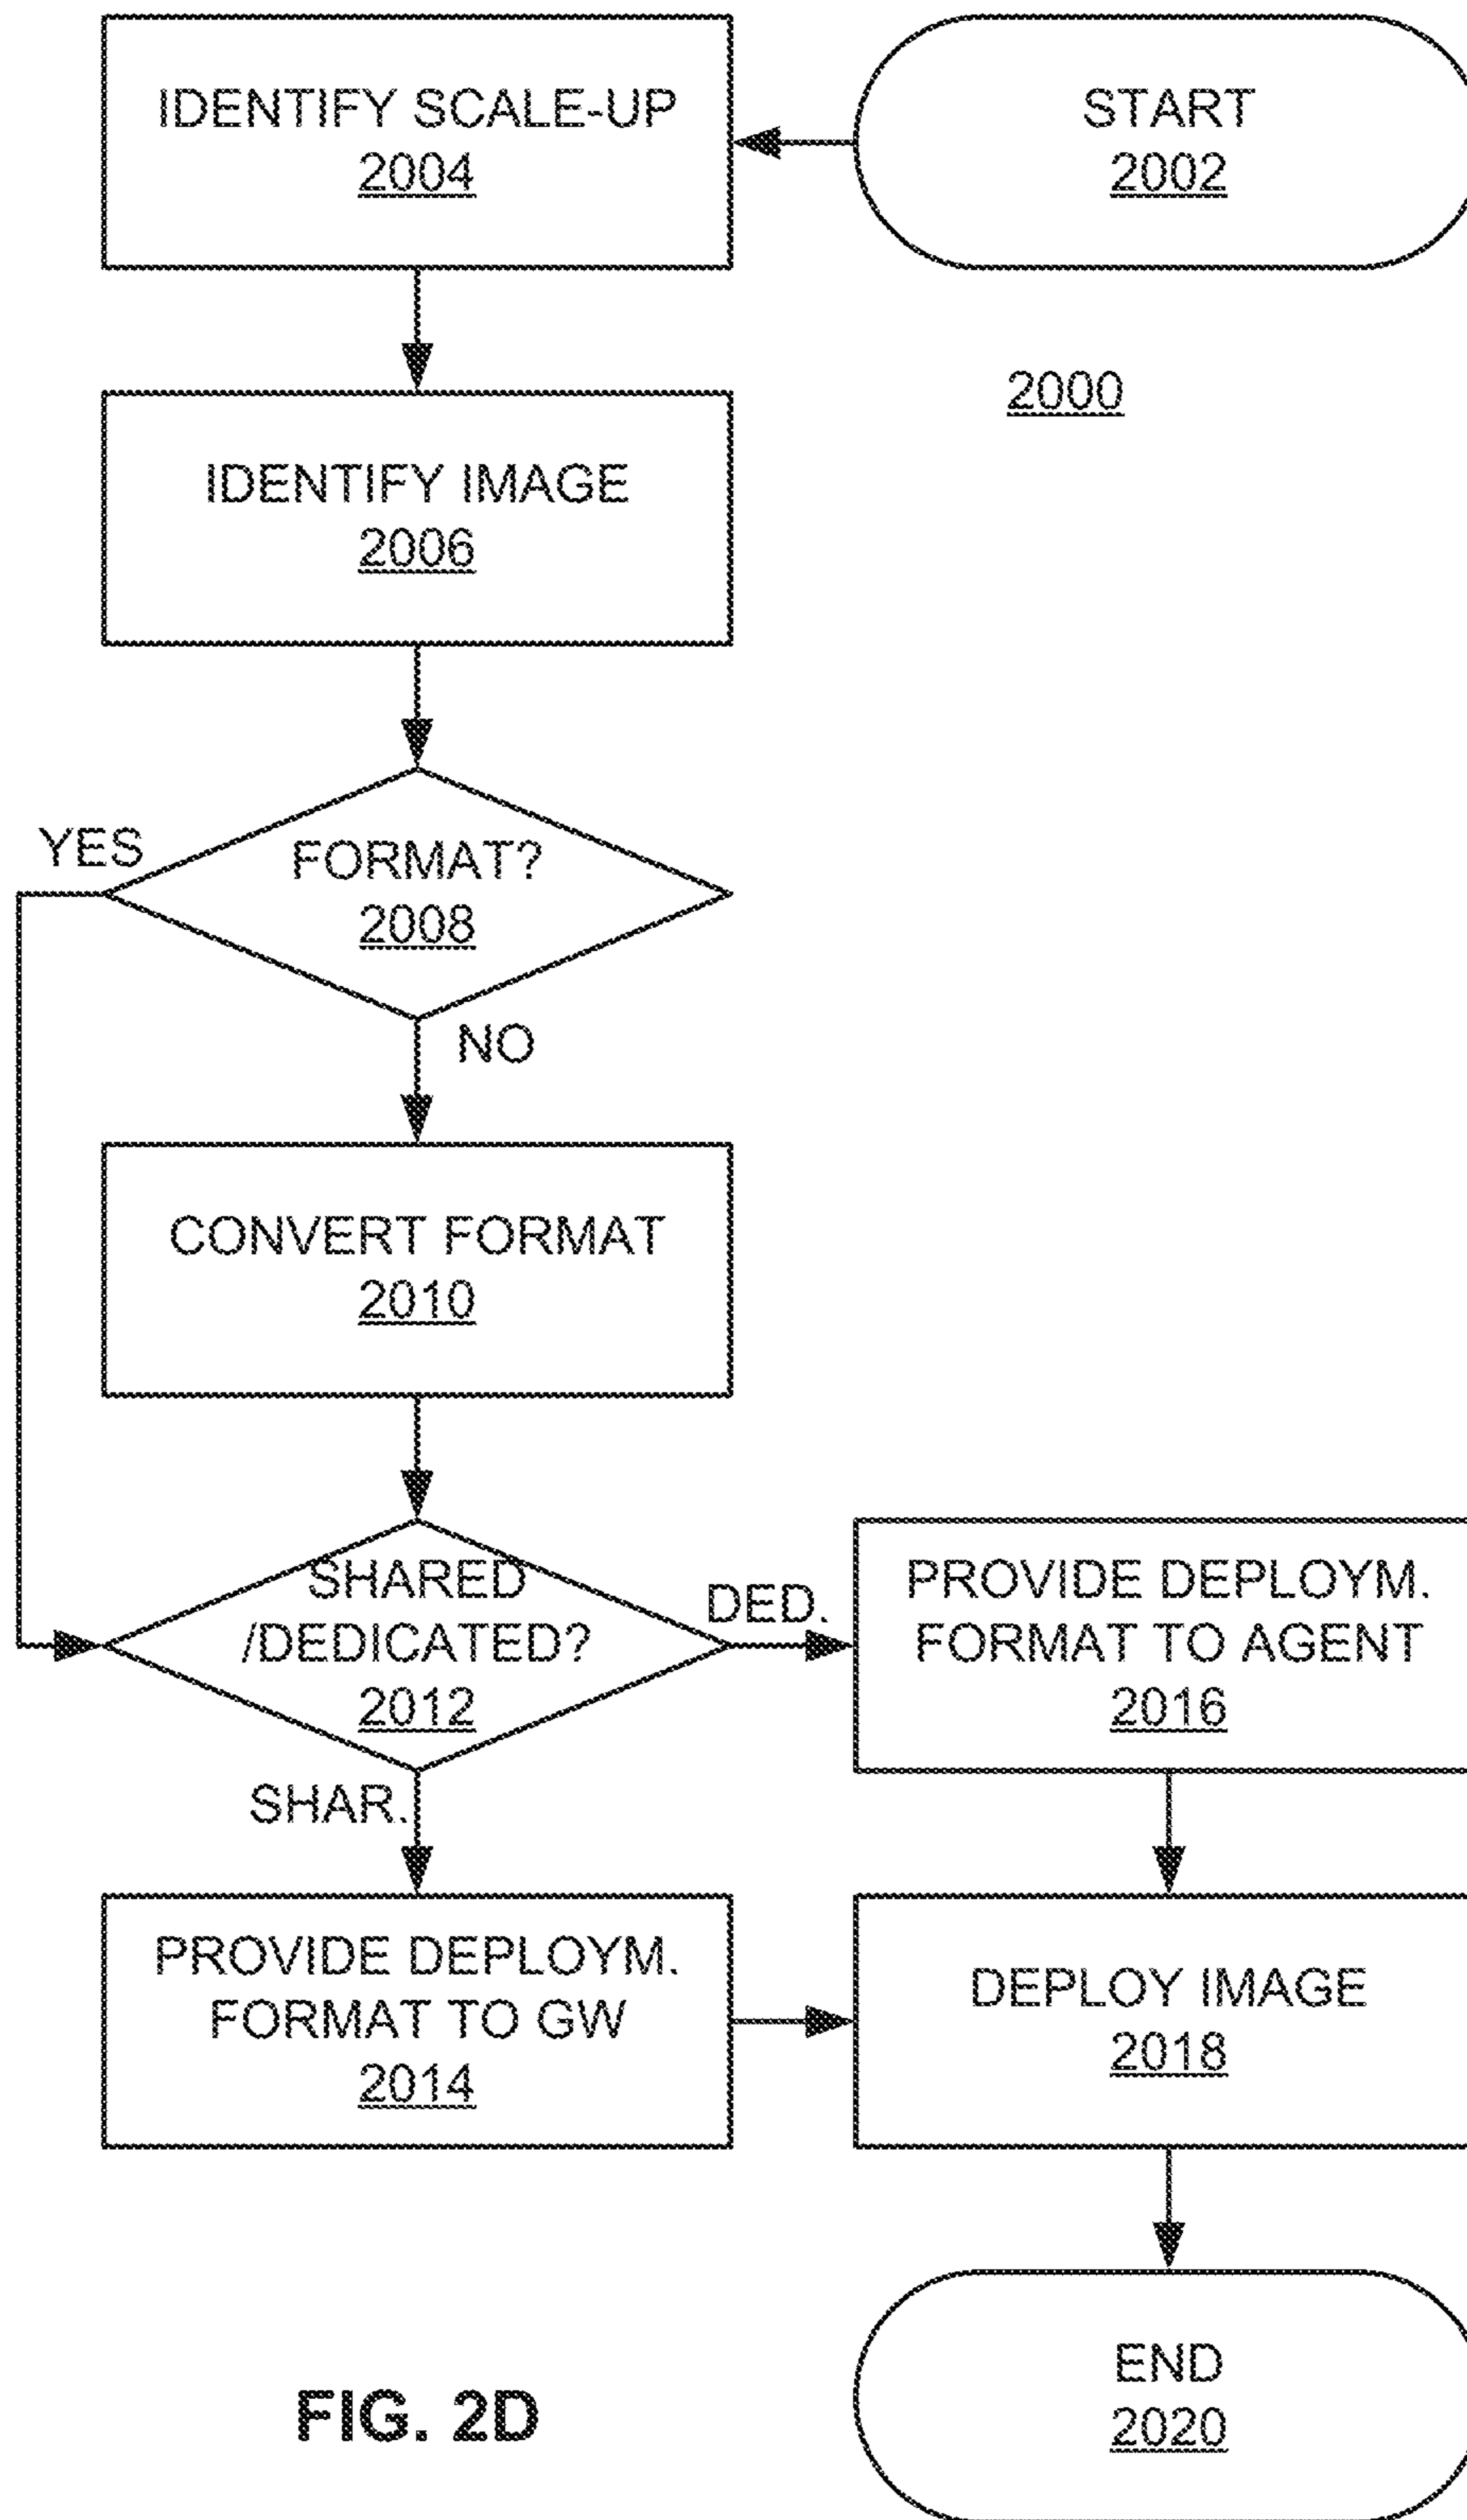 START
2002
IDENTIFY SCALE-UP
2004
2000
IDENTIFY IMAGE
2006
FORMAT?
2008
YES
NO
CONVERT FORMAT
2010
SHARED
/DEDICATED?
2012
DED.
SHAR.
PROVIDE DEPLOYM.
FORMAT TO AGENT
2016
PROVIDE DEPLOYM.
FORMAT TO GW
2014
DEPLOY IMAGE
2018
END
2020
FIG. 2D